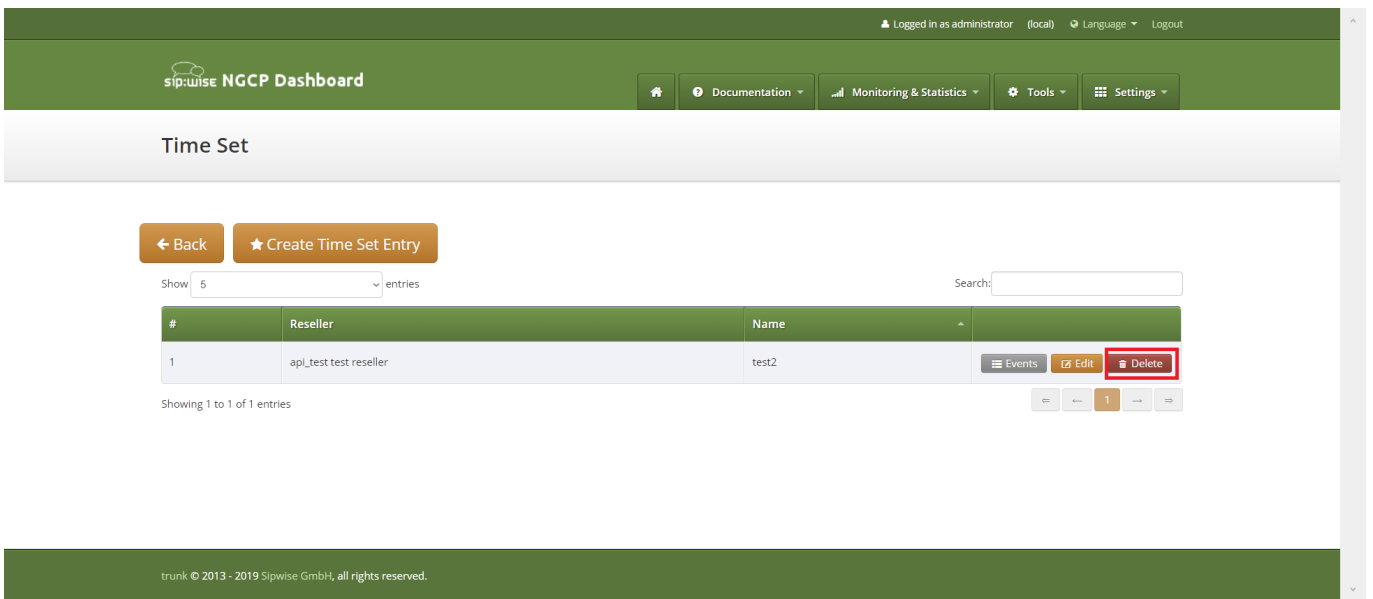 Logged in as administrator (local) Language Logout
sip:wise NGCP Dashboard
Documentation Monitoring & Statistics Tools Settings
Time Set
Back Create Time Set Entry
Show 5 entries Search:
# Reseller Name
1 api_test test reseller test2 Events Edit Delete
Showing 1 to 1 of 1 entries ⇐ ← 1 → ⇒
trunk © 2013 - 2019 Sipwise GmbH, all rights reserved.